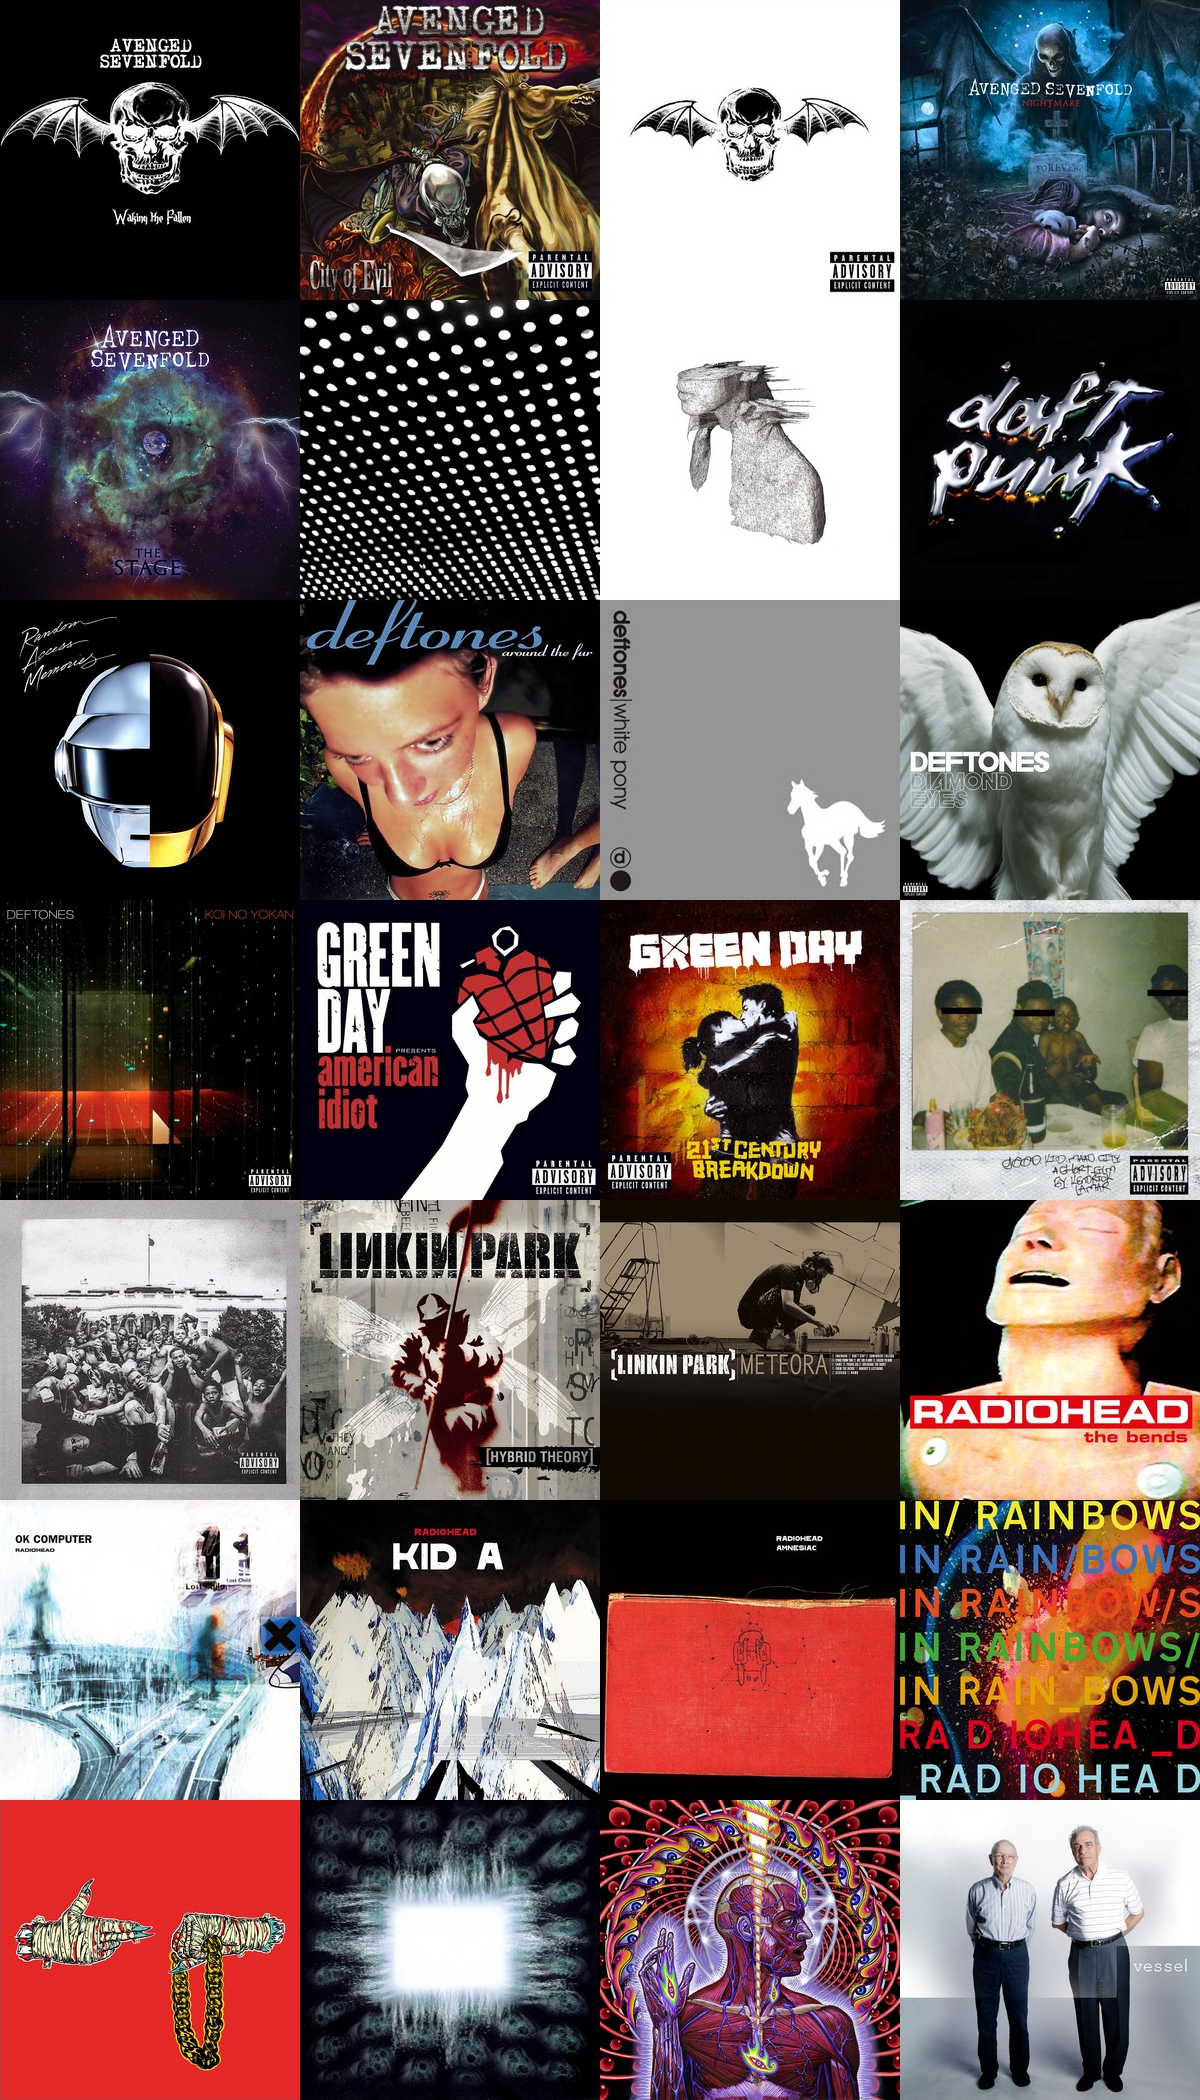 AVENGED
SEVENFOLD
Waking the Fallen
AVENGED
SEVENFOLD
City of Evil
PARENTAL
ADVISORY
EXPLICIT CONTENT
PARENTAL
ADVISORY
EXPLICIT CONTENT
AVENGED SEVENFOLD
NIGHTMARE
FOREVER
PARENTAL
ADVISORY
EXPLICIT CONTENT
AVENGED
SEVENFOLD
THE
STAGE
daft
punk
Random
Access
Memories
deftones
around the fur
deftones|white pony
DEFTONES
DIAMOND
EYES
PARENTAL
ADVISORY
EXPLICIT CONTENT
DEFTONES
KOI NO YOKAN
PARENTAL
ADVISORY
EXPLICIT CONTENT
GREEN
DAY
PRESENTS
american
idiot
PARENTAL
ADVISORY
EXPLICIT CONTENT
GREEN DAY
21ST CENTURY
BREAKDOWN
PARENTAL
ADVISORY
EXPLICIT CONTENT
good kid, m.A.A.d city
A SHORT FILM
BY KENDRICK
LAMAR
PARENTAL
ADVISORY
EXPLICIT CONTENT
PARENTAL
ADVISORY
EXPLICIT CONTENT
[LINKIN PARK]
[HYBRID THEORY]
[LINKIN PARK] METEORA
RADIOHEAD
the bends
OK COMPUTER
RADIOHEAD
Lost Child
Lost Child
RADIOHEAD
KID A
RADIOHEAD
AMNESIAC
IN/ RAINBOWS
IN RAIN/BOWS
IN RAINBOW/S
IN RAINBOWS/
IN RAIN_BOWS
RA D IOHEA _D
_RAD IO HEA D
vessel